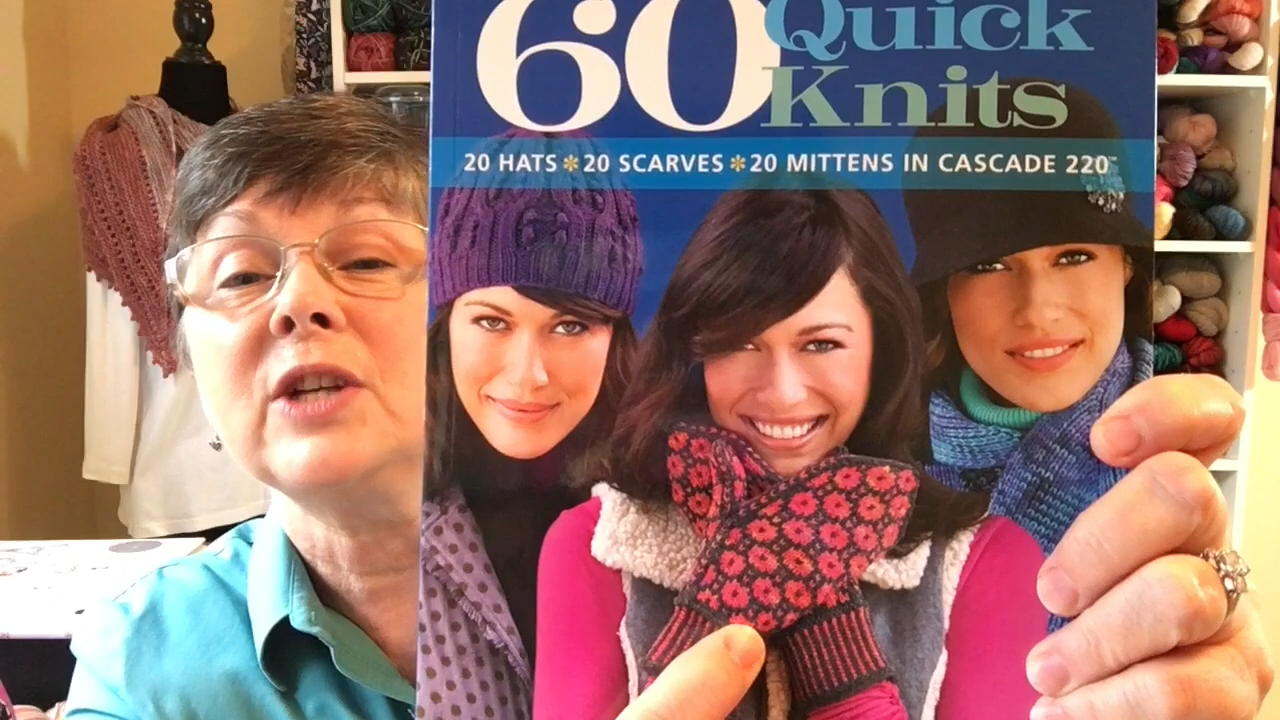 60 Quick
Knits
20 HATS * 20 SCARVES * 20 MITTENS IN CASCADE 220™